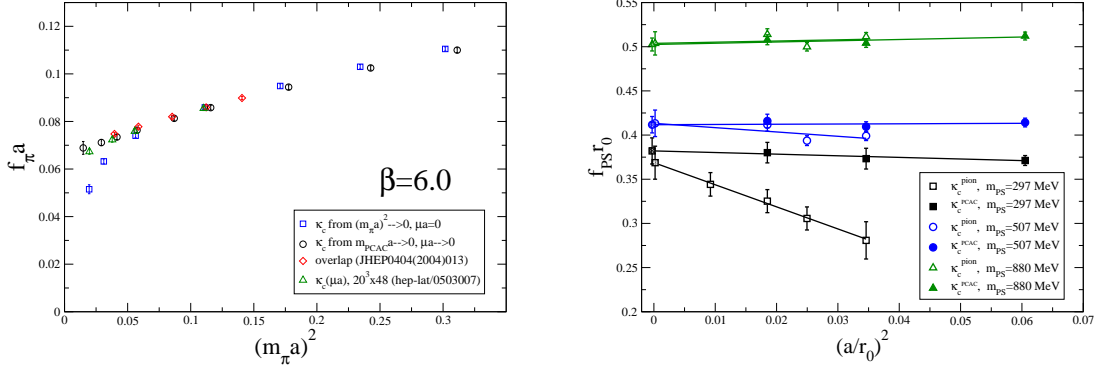 0.14
0.12
0.1
0.08
0.06
0.04
0.02
0
f_π a
0
0.05
0.1
0.15
0.2
0.25
0.3
(m_π a)²
β=6.0
κ_c from (m_π a)²-->0, μa=0
κ_c from m_PCAC a-->0, μa-->0
overlap (JHEP0404(2004)013)
κ_c(μa), 20³x48 (hep-lat/0503007)
0.55
0.5
0.45
0.4
0.35
0.3
0.25
0.2
f_PS r_0
0
0.01
0.02
0.03
0.04
0.05
0.06
0.07
(a/r_0)²
κ_c^pion, m_PS=297 MeV
κ_c^PCAC, m_PS=297 MeV
κ_c^pion, m_PS=507 MeV
κ_c^PCAC, m_PS=507 MeV
κ_c^pion, m_PS=880 MeV
κ_c^PCAC, m_PS=880 MeV